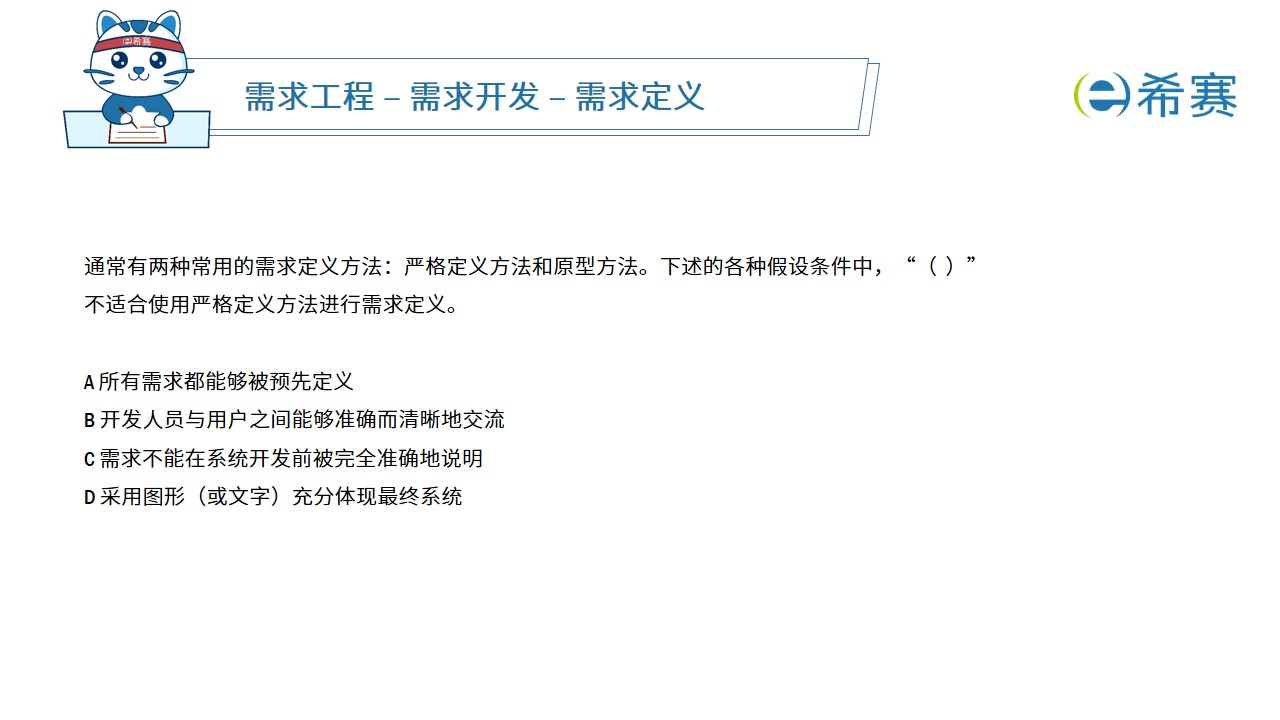 希赛
需求工程 – 需求开发 – 需求定义
希赛
通常有两种常用的需求定义方法：严格定义方法和原型方法。下述的各种假设条件中，“（ ）”
不适合使用严格定义方法进行需求定义。
A 所有需求都能够被预先定义
B 开发人员与用户之间能够准确而清晰地交流
C 需求不能在系统开发前被完全准确地说明
D 采用图形（或文字）充分体现最终系统